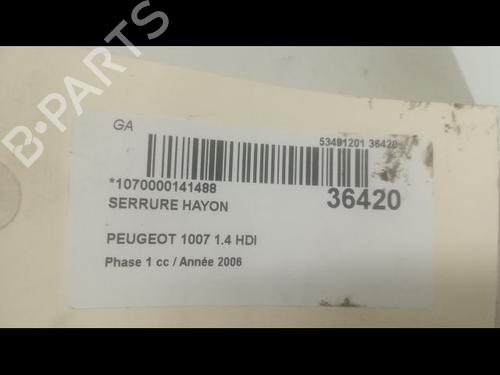 B-PARTS
GA
53491201 36420
*1070000141488
36420
SERRURE HAYON
PEUGEOT 1007 1.4 HDI
Phase 1 cc / Année 2006